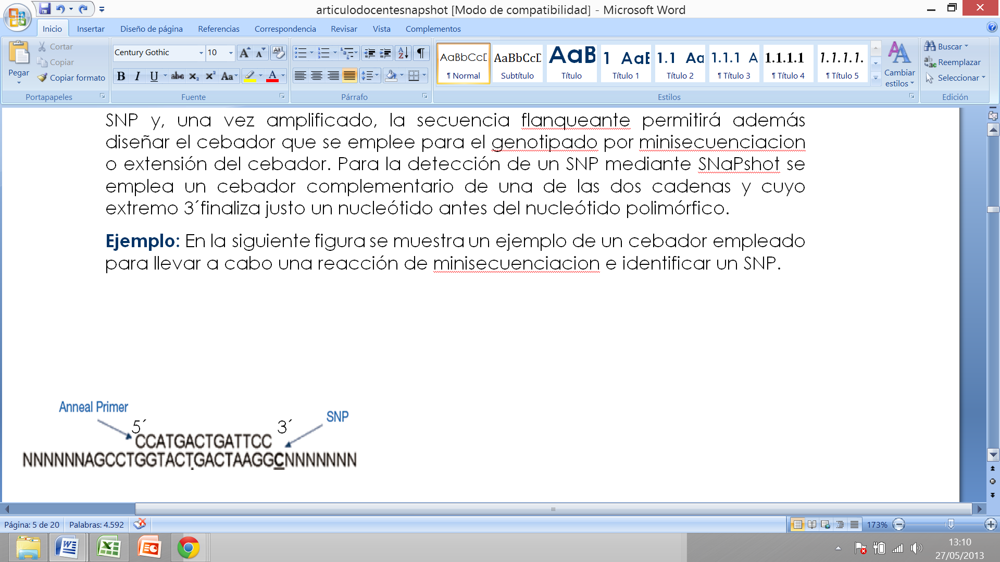 articulodocentesnapshot [Modo de compatibilidad] - Microsoft Word
Inicio Insertar Diseño de página Referencias Correspondencia Revisar Vista Complementos
Pegar
Cortar
Copiar
Copiar formato
Portapapeles
Century Gothic 10
N K S abc x₂ x² Aa A
Fuente
Párrafo
AaBbCcD AaBbCcD AaB 1 AaB 1.1 Aa 1.1.1 A 1.1.1.1 1.1.1.1.
¶ Normal Subtítulo Título Título 1 Título 2 ¶ Título 3 ¶ Título 4 ¶ Título 5
Cambiar
estilos
Estilos
Buscar
Reemplazar
Seleccionar
Edición
SNP y, una vez amplificado, la secuencia flanqueante permitirá además
diseñar el cebador que se emplee para el genotipado por minisecuenciacion
o extensión del cebador. Para la detección de un SNP mediante SNaPshot se
emplea un cebador complementario de una de las dos cadenas y cuyo
extremo 3´finaliza justo un nucleótido antes del nucleótido polimórfico.
Ejemplo: En la siguiente figura se muestra un ejemplo de un cebador empleado
para llevar a cabo una reacción de minisecuenciacion e identificar un SNP.
Anneal Primer
SNP
5´ 3´
CCATGACTGATTCC
NNNNNNAGCCTGGTACTGACTAAGGCNNNNNNN
Página: 5 de 20 Palabras: 4.592 173%
13:10
27/05/2013